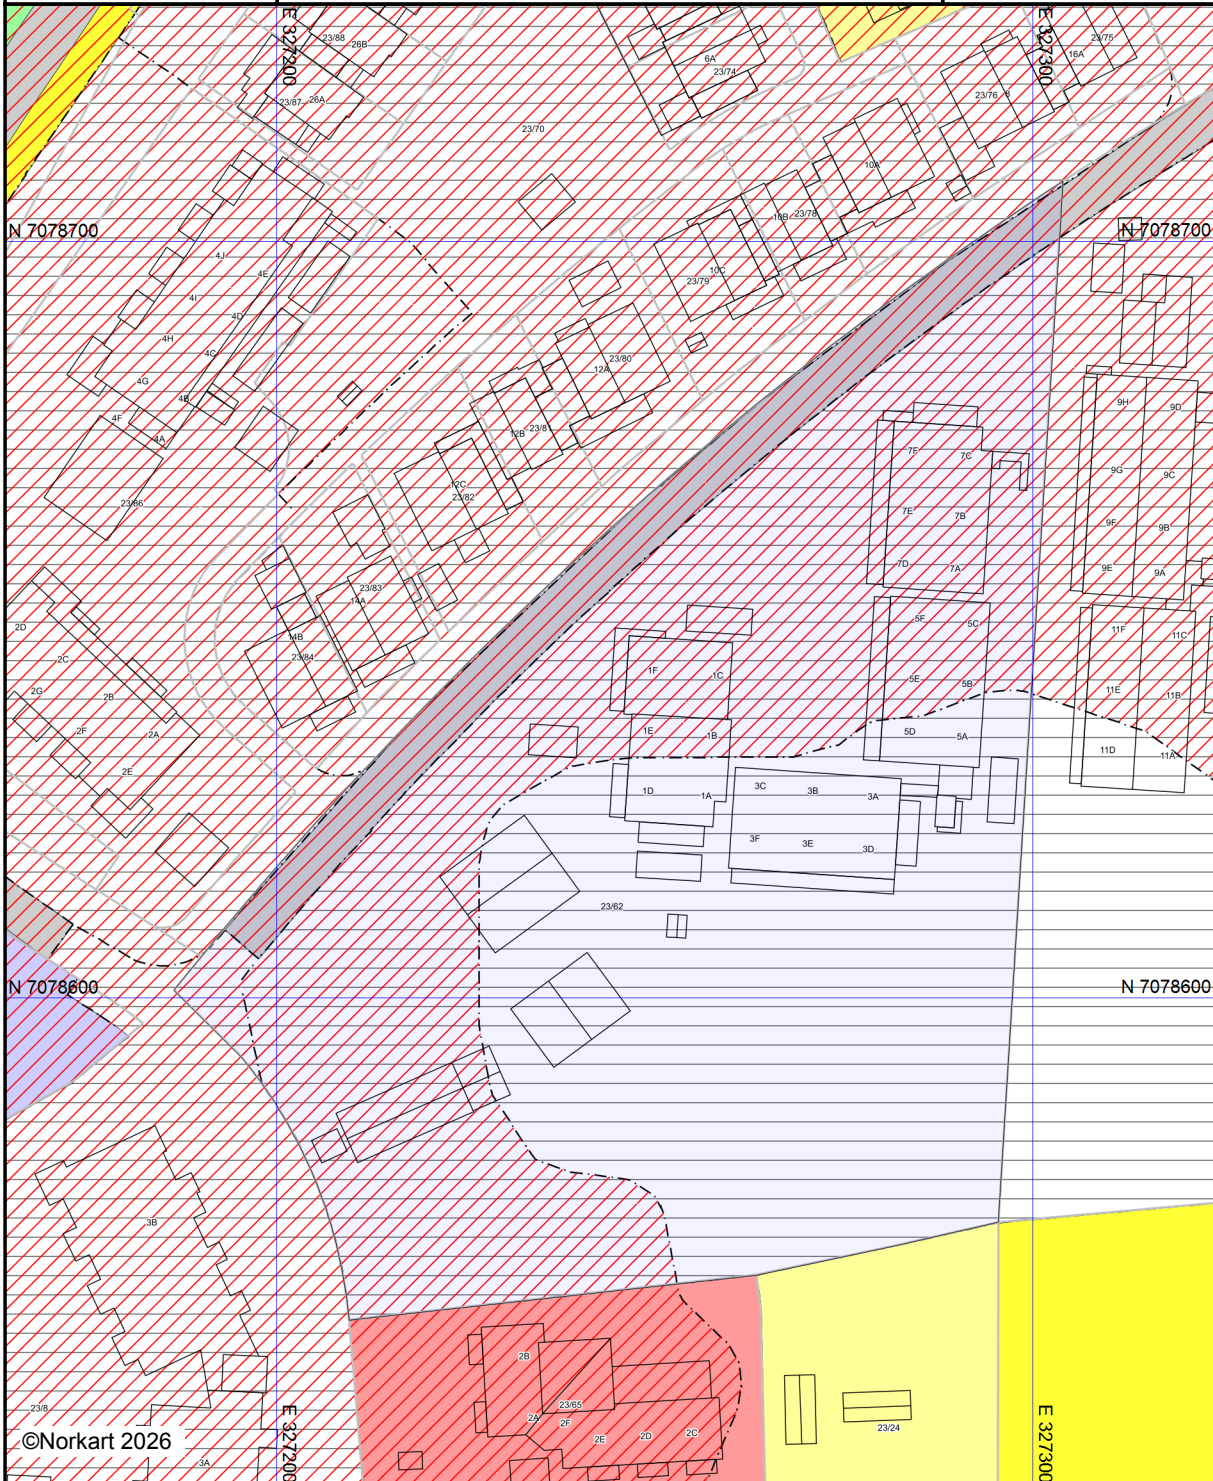 E 327200
E 327300
23/88
26B
23/87
26A
6A
23/74
23/75
16A
23/76
8
23/70
10A
N 7078700
N 7078700
10B
23/78
10C
23/79
4J
4E
4I
4D
4H
4C
4G
4B
4F
4A
23/86
23/80
12A
12B
23/81
12C
23/82
9H
9D
7F
7C
9G
9C
7E
7B
9F
9B
7D
7A
9E
9A
23/83
14A
14B
23/84
5F
5C
11F
11C
2D
2C
2G
2B
2F
2A
2E
1F
1C
5E
5B
11E
11B
1E
1B
5D
5A
11D
11A
1D
1A
3C
3B
3A
3F
3E
3D
23/62
N 7078600
N 7078600
3B
2B
23/65
2A
2F
2E
2D
2C
23/24
23/8
3A
E 327200
E 327300
©Norkart 2026